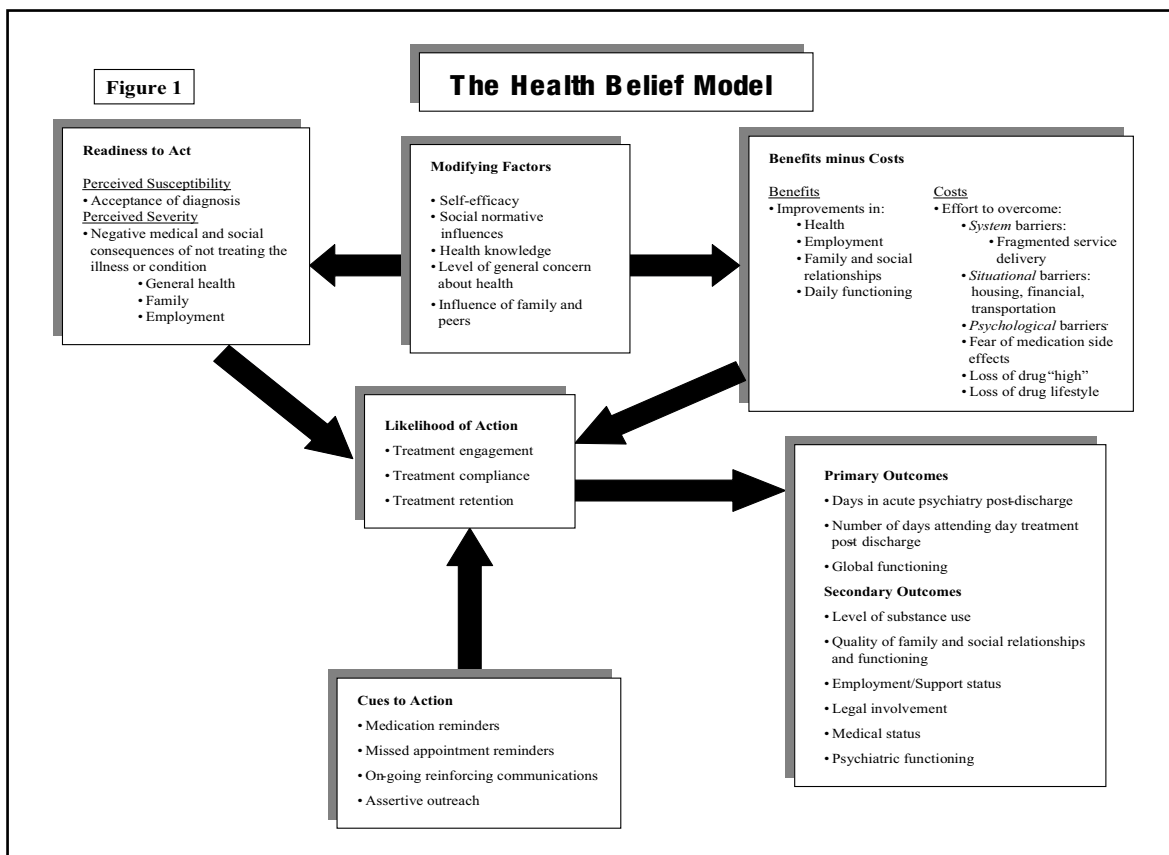 Figure 1
The Health Belief Model
Readiness to Act
Perceived Susceptibility
• Acceptance of diagnosis
Perceived Severity
• Negative medical and social
consequences of not treating the
illness or condition
• General health
• Family
• Employment
Modifying Factors
• Self-efficacy
• Social normative
influences
• Health knowledge
• Level of general concern
about health
• Influence of family and
peers
Benefits minus Costs
Benefits
• Improvements in:
• Health
• Employment
• Family and social
relationships
• Daily functioning
Costs
• Effort to overcome:
• System barriers:
• Fragmented service
delivery
• Situational barriers:
housing, financial,
transportation
• Psychological barriers:
• Fear of medication side
effects
• Loss of drug “high”
• Loss of drug lifestyle
Likelihood of Action
• Treatment engagement
• Treatment compliance
• Treatment retention
Primary Outcomes
• Days in acute psychiatry post-discharge
• Number of days attending day treatment
post- discharge
• Global functioning
Secondary Outcomes
• Level of substance use
• Quality of family and social relationships
and functioning
• Employment/Support status
• Legal involvement
• Medical status
• Psychiatric functioning
Cues to Action
• Medication reminders
• Missed appointment reminders
• On-going reinforcing communications
• Assertive outreach